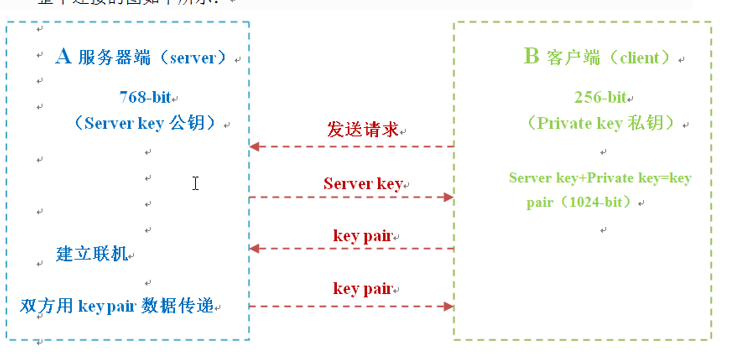 A 服务器端（server）
768-bit
（Server key 公钥）
建立联机
双方用 key pair 数据传递
发送请求
Server key
key pair
key pair
B 客户端（client）
256-bit
（Private key 私钥）
Server key+Private key=key
pair（1024-bit）